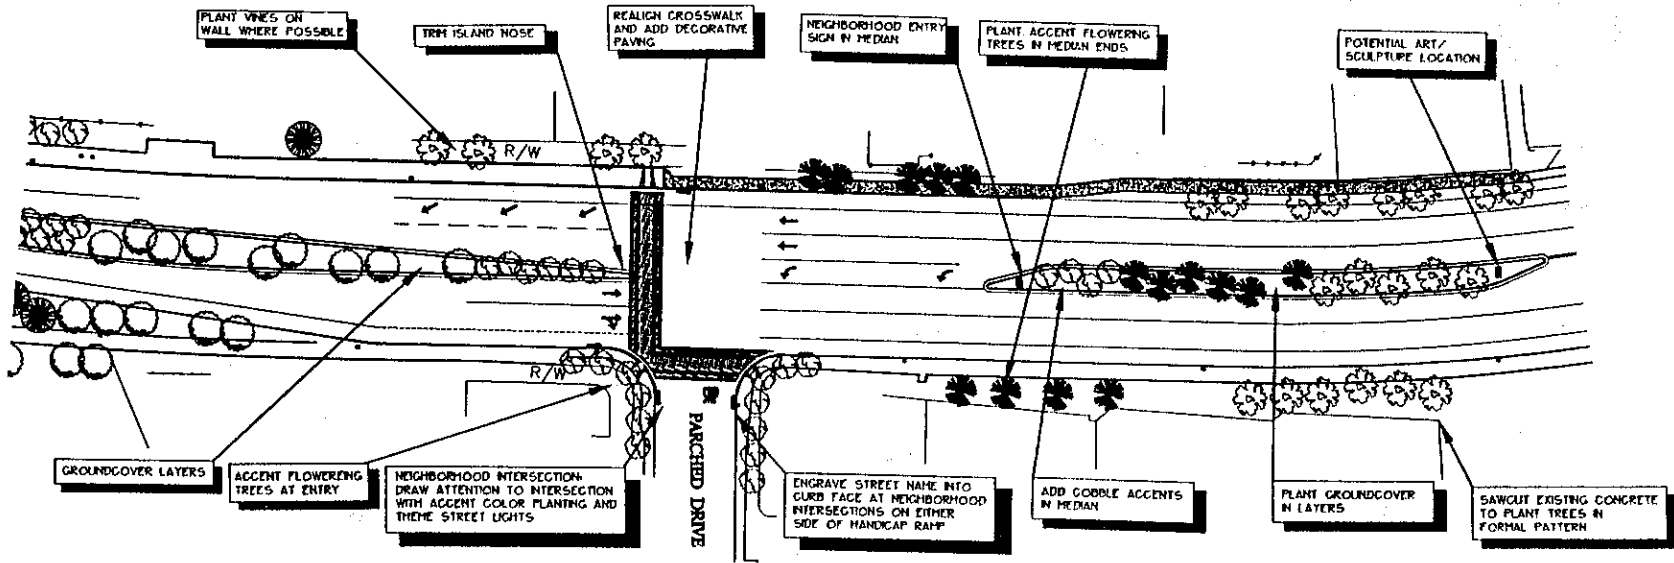 PLANT VINES ON
WALL WHERE POSSIBLE
TRIM ISLAND NOSE
REALIGN CROSSWALK
AND ADD DECORATIVE
PAVING
NEIGHBORHOOD ENTRY
SIGN IN MEDIAN
PLANT ACCENT FLOWERING
TREES IN MEDIAN ENDS
POTENTIAL ART/
SCULPTURE LOCATION
R/W
R/W
GROUNDCOVER LAYERS
ACCENT FLOWEREING
TREES AT ENTRY
NEIGHBORHOOD INTERSECTION:
DRAW ATTENTION TO INTERSECTION
WITH ACCENT COLOR PLANTING AND
THEME STREET LIGHTS
PARCHED DRIVE
ENGRAVE STREET NAME INTO
CURB FACE AT NEIGHBORHOOD
INTERSECTIONS ON EITHER
SIDE OF HANDICAP RAMP
ADD COBBLE ACCENTS
IN MEDIAN
PLANT GROUNDCOVER
IN LAYERS
SAWCUT EXISTING CONCRETE
TO PLANT TREES IN
FORMAL PATTERN